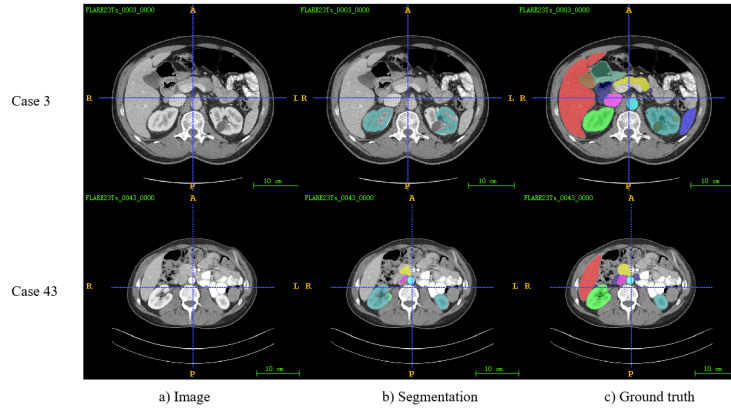 FLARE23Ts_0003_0000 A FLARE23Ts_0003_0000 A FLARE23Ts_0003_0000 A
Case 3 R L R L R L
P 10 cm P 10 cm P 10 cm
FLARE23Ts_0043_0000 A FLARE23Ts_0043_0000 A FLARE23Ts_0043_0000 A
Case 43 R L R L R L
P 10 cm P 10 cm P 10 cm
a) Image b) Segmentation c) Ground truth